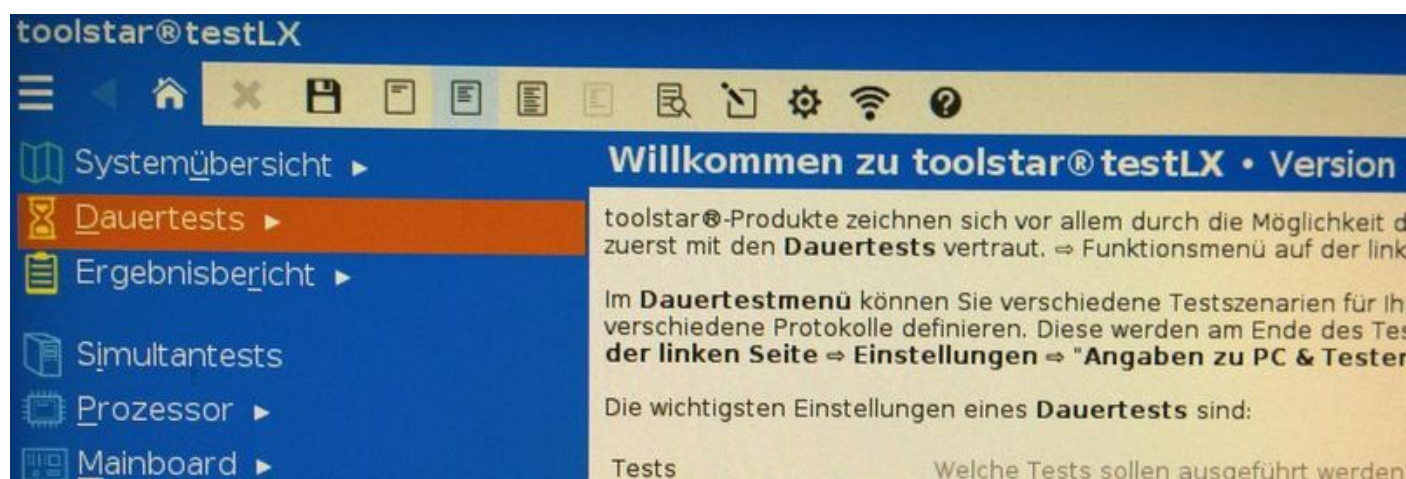 toolstar®testLX
Systemübersicht ►
Dauertests ►
Ergebnisbericht ►
Simultantests
Prozessor ►
Mainboard ►
Willkommen zu toolstar®testLX • Version
toolstar®-Produkte zeichnen sich vor allem durch die Möglichkeit
zuerst mit den Dauertests vertraut. ⇨ Funktionsmenü auf der
Im Dauertestmenü können Sie verschiedene Testszenarien für
verschiedene Protokolle definieren. Diese werden am Ende des
der linken Seite ⇨ Einstellungen ⇨ "Angaben zu PC & Tester
Die wichtigsten Einstellungen eines Dauertests sind:
Tests Welche Tests sollen ausgeführt werden